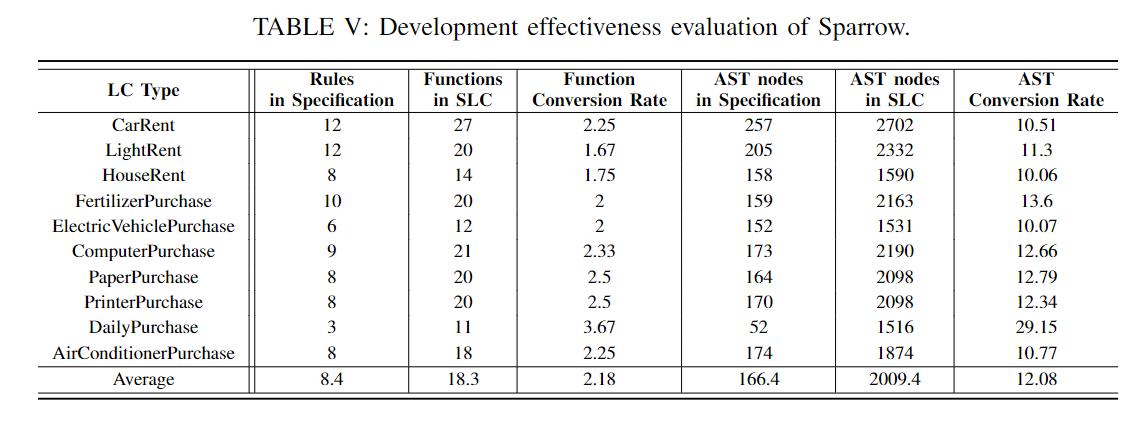 TABLE V: Development effectiveness evaluation of Sparrow.
LC Type | Rules in Specification | Functions in SLC | Function Conversion Rate | AST nodes in Specification | AST nodes in SLC | AST Conversion Rate
CarRent | 12 | 27 | 2.25 | 257 | 2702 | 10.51
LightRent | 12 | 20 | 1.67 | 205 | 2332 | 11.3
HouseRent | 8 | 14 | 1.75 | 158 | 1590 | 10.06
FertilizerPurchase | 10 | 20 | 2 | 159 | 2163 | 13.6
ElectricVehiclePurchase | 6 | 12 | 2 | 152 | 1531 | 10.07
ComputerPurchase | 9 | 21 | 2.33 | 173 | 2190 | 12.66
PaperPurchase | 8 | 20 | 2.5 | 164 | 2098 | 12.79
PrinterPurchase | 8 | 20 | 2.5 | 170 | 2098 | 12.34
DailyPurchase | 3 | 11 | 3.67 | 52 | 1516 | 29.15
AirConditionerPurchase | 8 | 18 | 2.25 | 174 | 1874 | 10.77
Average | 8.4 | 18.3 | 2.18 | 166.4 | 2009.4 | 12.08